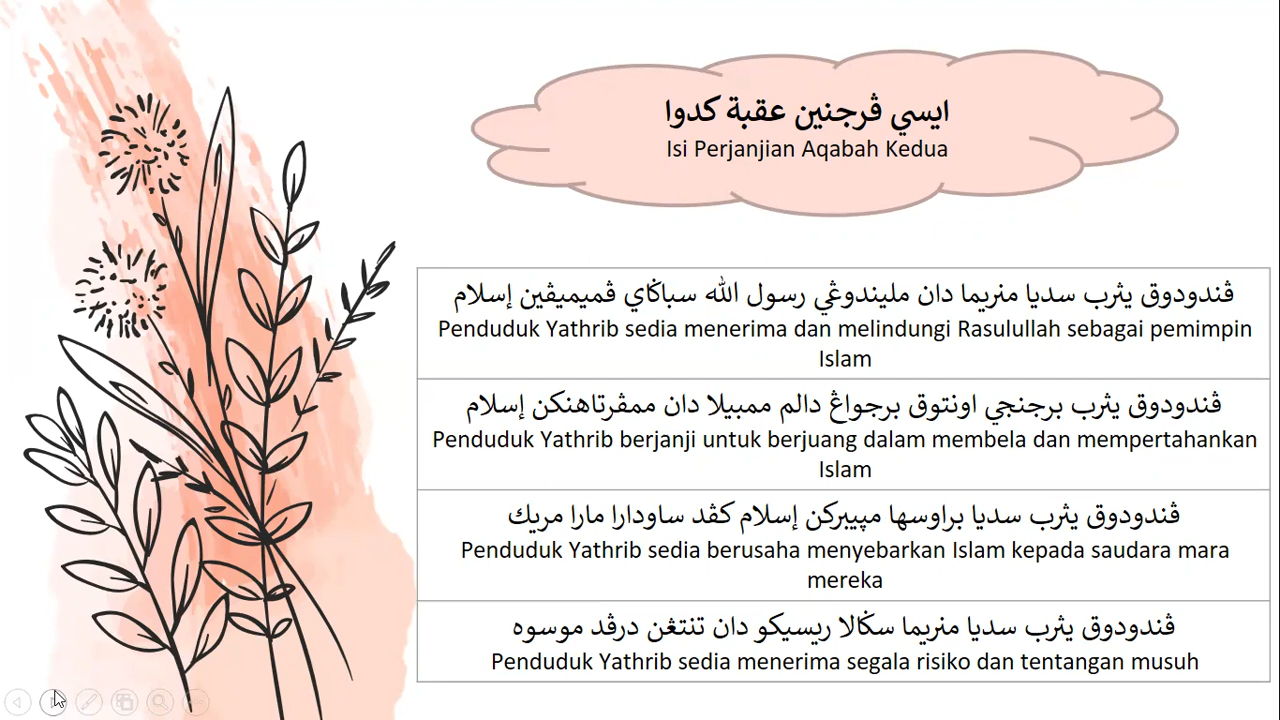 ايسي ڤرجنين عقبة كدوا
Isi Perjanjian Aqabah Kedua
ڤندودوق يثرب سديا منريما دان مليندوڠي رسول الله سباݢاي ڤميمڤين إسلام
Penduduk Yathrib sedia menerima dan melindungi Rasulullah sebagai pemimpin
Islam
ڤندودوق يثرب برجنجي اونتوق برجواڠ دالم ممبيلا دان ممڤرتاهنكن إسلام
Penduduk Yathrib berjanji untuk berjuang dalam membela dan mempertahankan
Islam
ڤندودوق يثرب سديا براوسها مڽيبركن إسلام كڤد ساودارا مارا مريك
Penduduk Yathrib sedia berusaha menyebarkan Islam kepada saudara mara
mereka
ڤندودوق يثرب سديا منريما سݢالا ريسيكو دان تنتڠن درڤد موسوه
Penduduk Yathrib sedia menerima segala risiko dan tentangan musuh